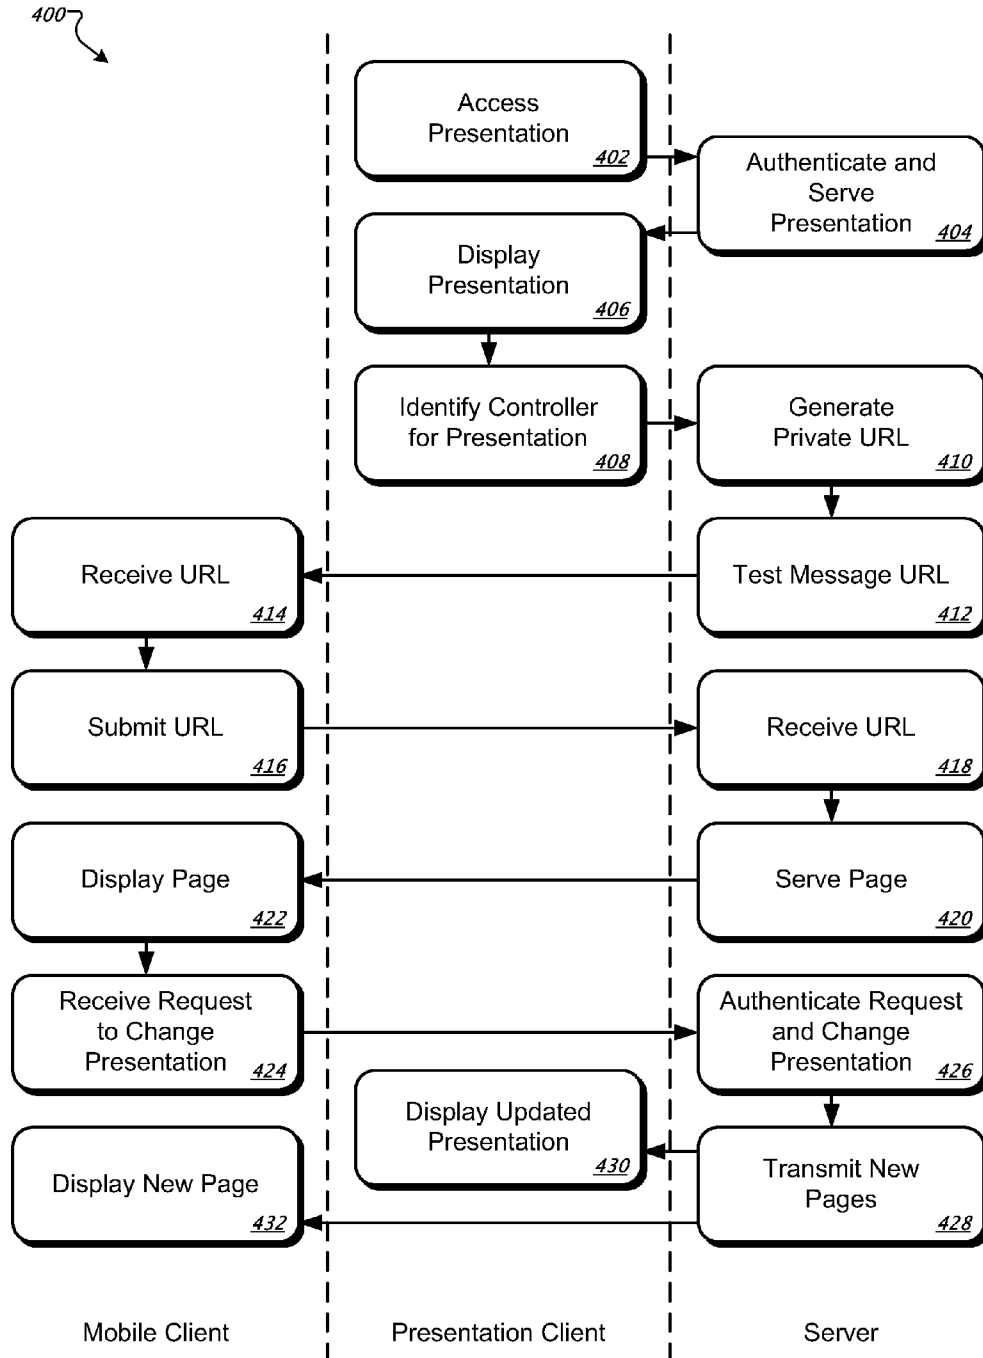 400
Access
Presentation
402
Authenticate and
Serve
Presentation
404
Display
Presentation
406
Identify Controller
for Presentation
408
Generate
Private URL
410
Test Message URL
412
Receive URL
414
Submit URL
416
Receive URL
418
Serve Page
420
Display Page
422
Receive Request
to Change
Presentation
424
Authenticate Request
and Change
Presentation
426
Transmit New
Pages
428
Display Updated
Presentation
430
Display New Page
432
Mobile Client
Presentation Client
Server